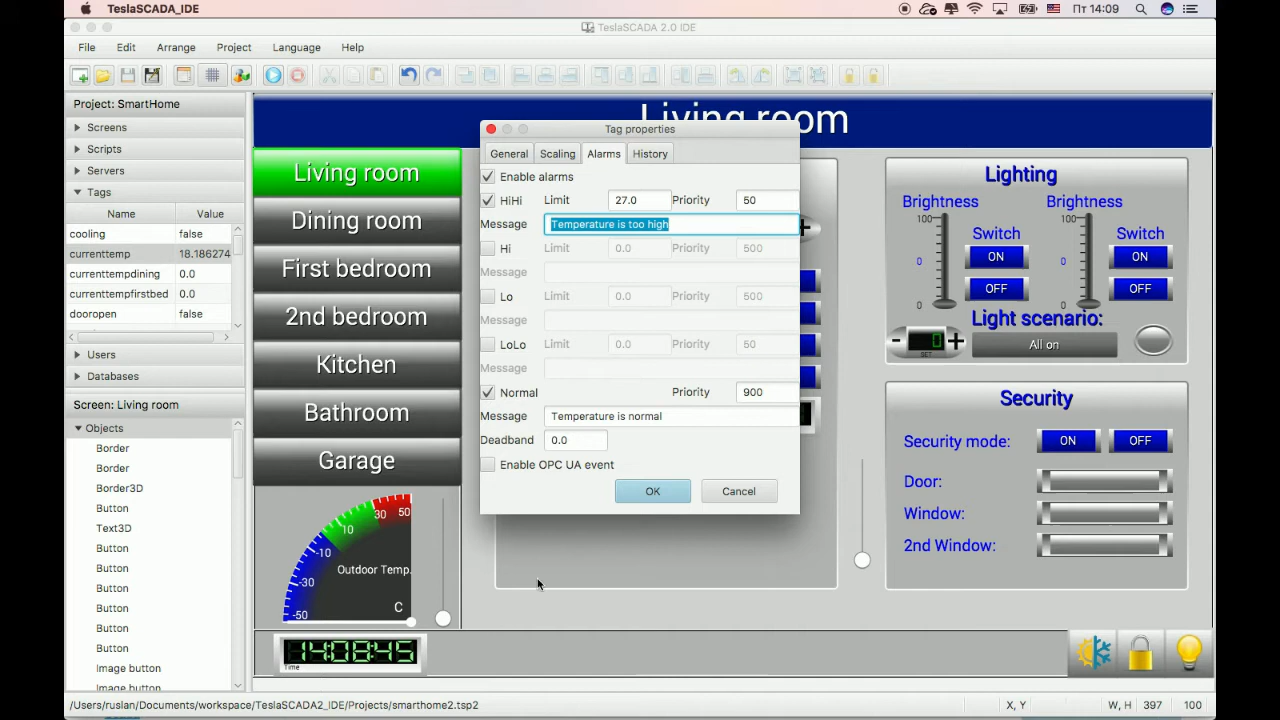 TeslaSCADA_IDE
Пт 14:09
TeslaSCADA 2.0 IDE
File Edit Arrange Project Language Help
Project: SmartHome
Screens
Scripts
Servers
Tags
Name Value
cooling false
currenttemp 18.186274
currenttempdining 0.0
currenttempfirstbed 0.0
dooropen false
Users
Databases
Screen: Living room
Objects
Border
Border
Border3D
Button
Text3D
Button
Button
Button
Button
Button
Button
Image button
Image button
Living room
Living room
Dining room
First bedroom
2nd bedroom
Kitchen
Bathroom
Garage
-50
-30
-10
10
30
50
Outdoor Temp.
C
14:08:45
Time
Tag properties
General Scaling Alarms History
Enable alarms
HiHi Limit 27.0 Priority 50
Message Temperature is too high
Hi Limit 0.0 Priority 500
Message
Lo Limit 0.0 Priority 500
Message
LoLo Limit 0.0 Priority 50
Message
Normal Priority 900
Message Temperature is normal
Deadband 0.0
Enable OPC UA event
OK Cancel
+
Lighting
Brightness Brightness
100 100
Switch Switch
ON ON
0 0
OFF OFF
0 0
Light scenario:
- 0 + All on
SET
Security
Security mode: ON OFF
Door:
Window:
2nd Window:
/Users/ruslan/Documents/workspace/TeslaSCADA2_IDE/Projects/smarthome2.tsp2
X, Y W, H 397 100